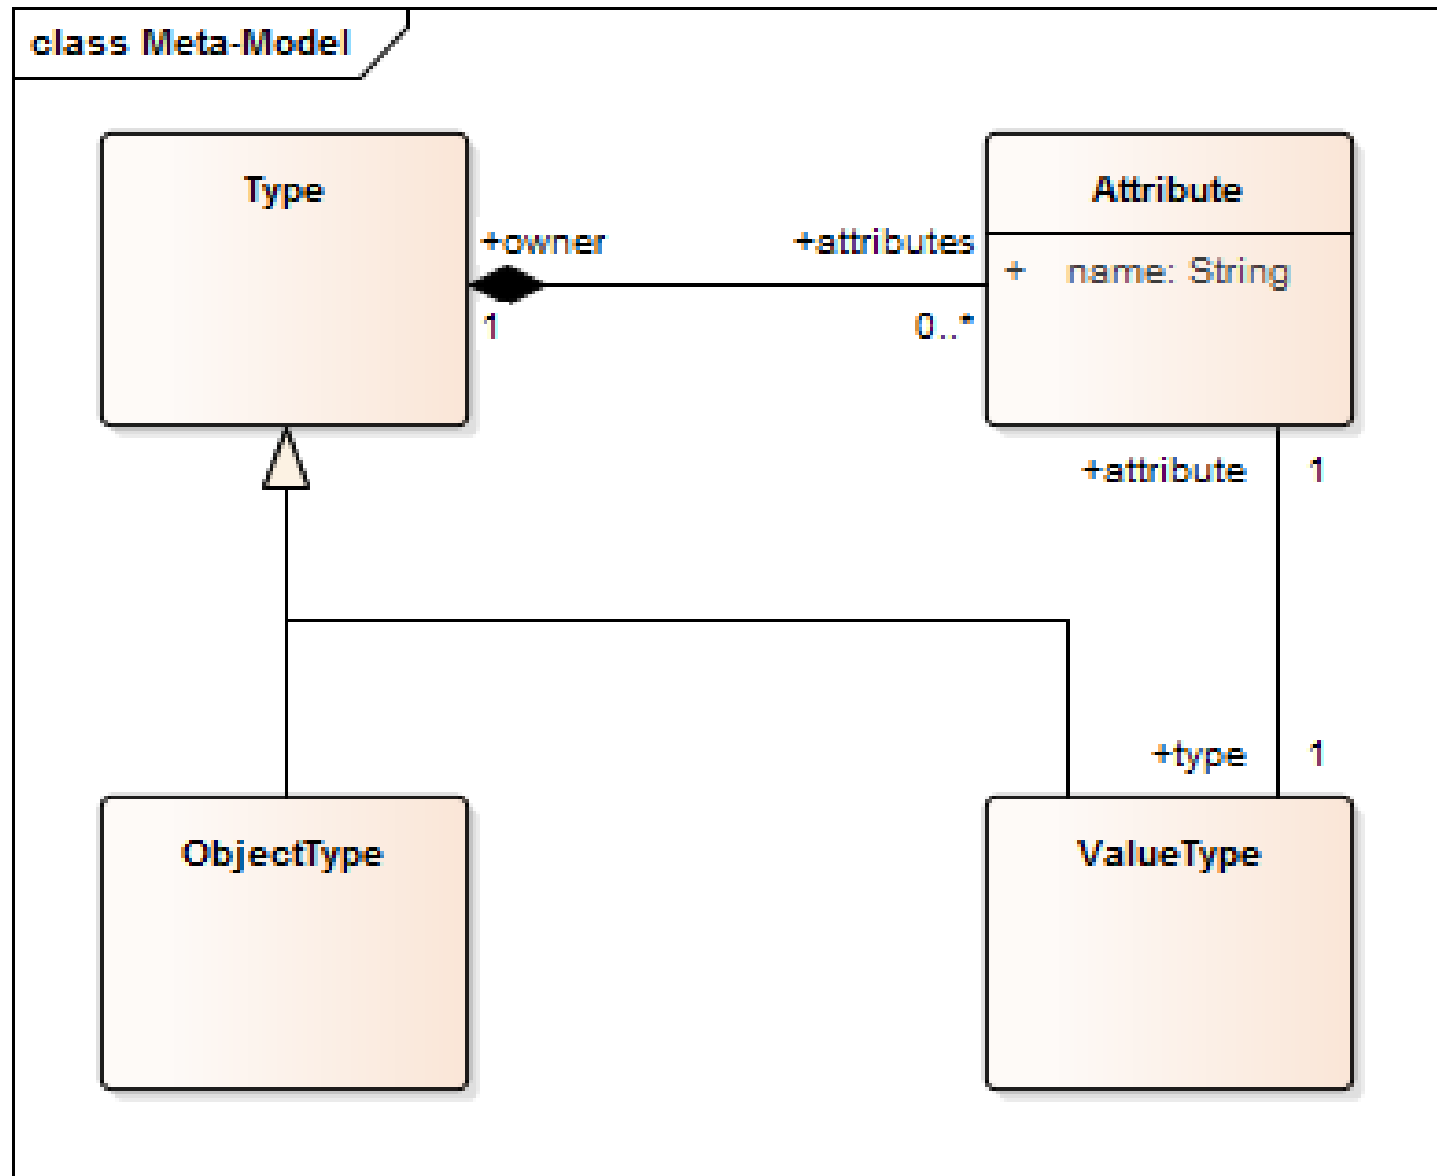 class Meta-Model
Type
Attribute
+owner
+attributes
+ name: String
1
0..*
+attribute
1
+type
1
ObjectType
ValueType